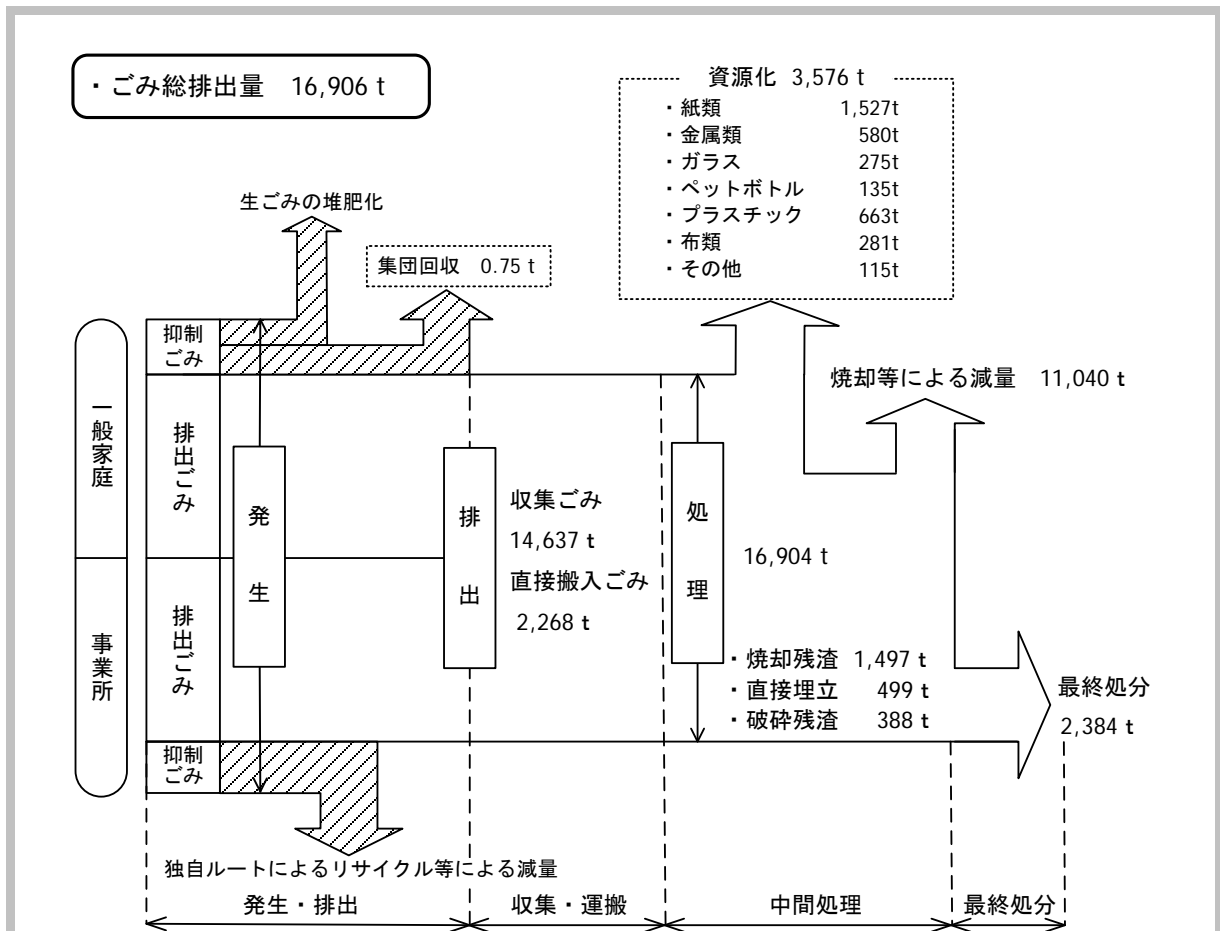 ・ごみ総排出量　16,906 t
資源化 3,576 t
・紙類　1,527t
・金属類　580t
・ガラス　275t
・ペットボトル　135t
・プラスチック　663t
・布類　281t
・その他　115t
生ごみの堆肥化
集団回収　0.75 t
抑制
ごみ
焼却等による減量　11,040 t
一般家庭
排出ごみ
発生
排出
収集ごみ
14,637 t
直接搬入ごみ
2,268 t
処理
16,904 t
事業所
排出ごみ
・焼却残渣　1,497 t
・直接埋立　499 t
・破砕残渣　388 t
最終処分
2,384 t
抑制
ごみ
独自ルートによるリサイクル等による減量
発生・排出
収集・運搬
中間処理
最終処分